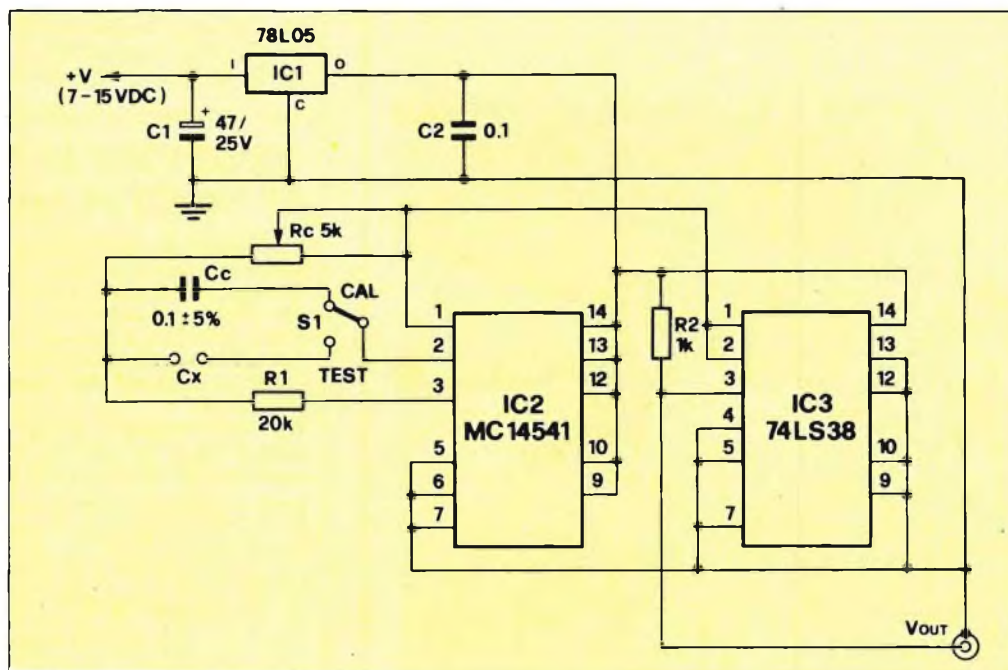 78L05
I IC1 O
C
+V
(7-15VDC)
+
C1 47/
25V
C2 0.1
Rc 5k
Cc
0.1 ± 5%
CAL
S1
Cx TEST
R1
20k
1 14
2 13
3 12
IC2
MC14541
5 10
6 9
7
R2
1k
1 14
2 13
3 12
4
IC3
74LS38
5 10
9
7
VOUT